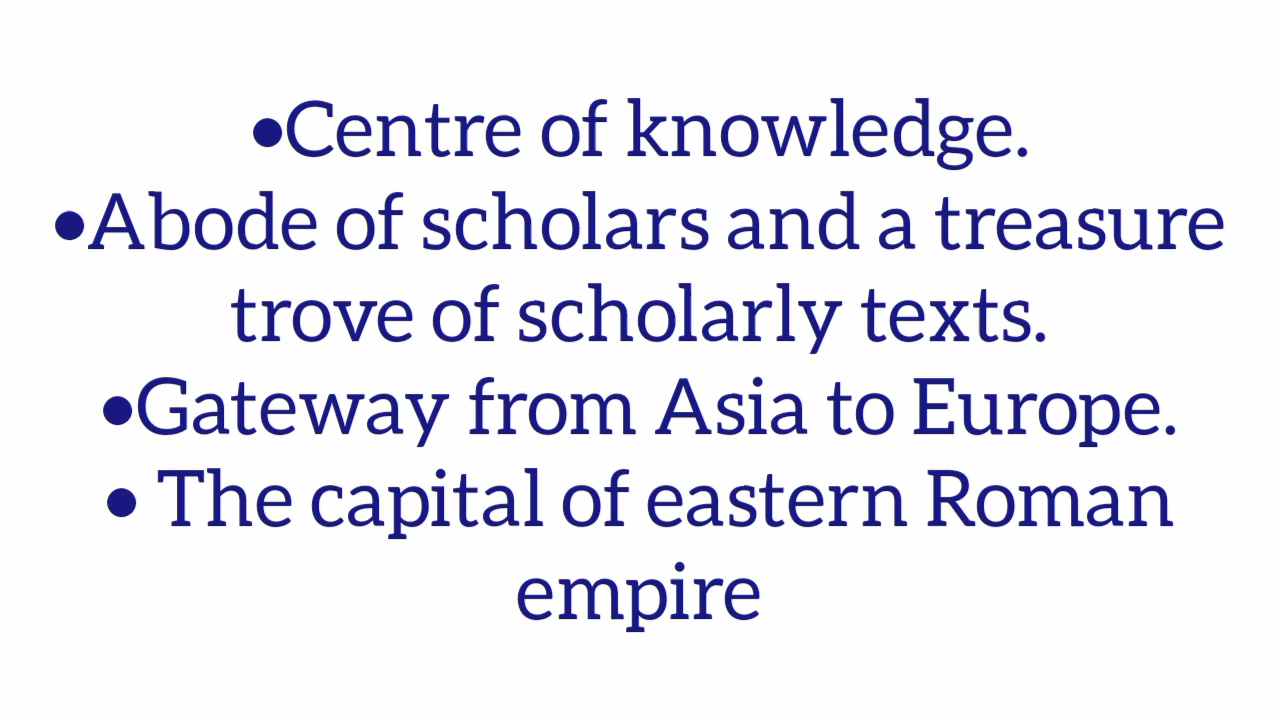 •Centre of knowledge.
•Abode of scholars and a treasure
trove of scholarly texts.
•Gateway from Asia to Europe.
• The capital of eastern Roman
empire